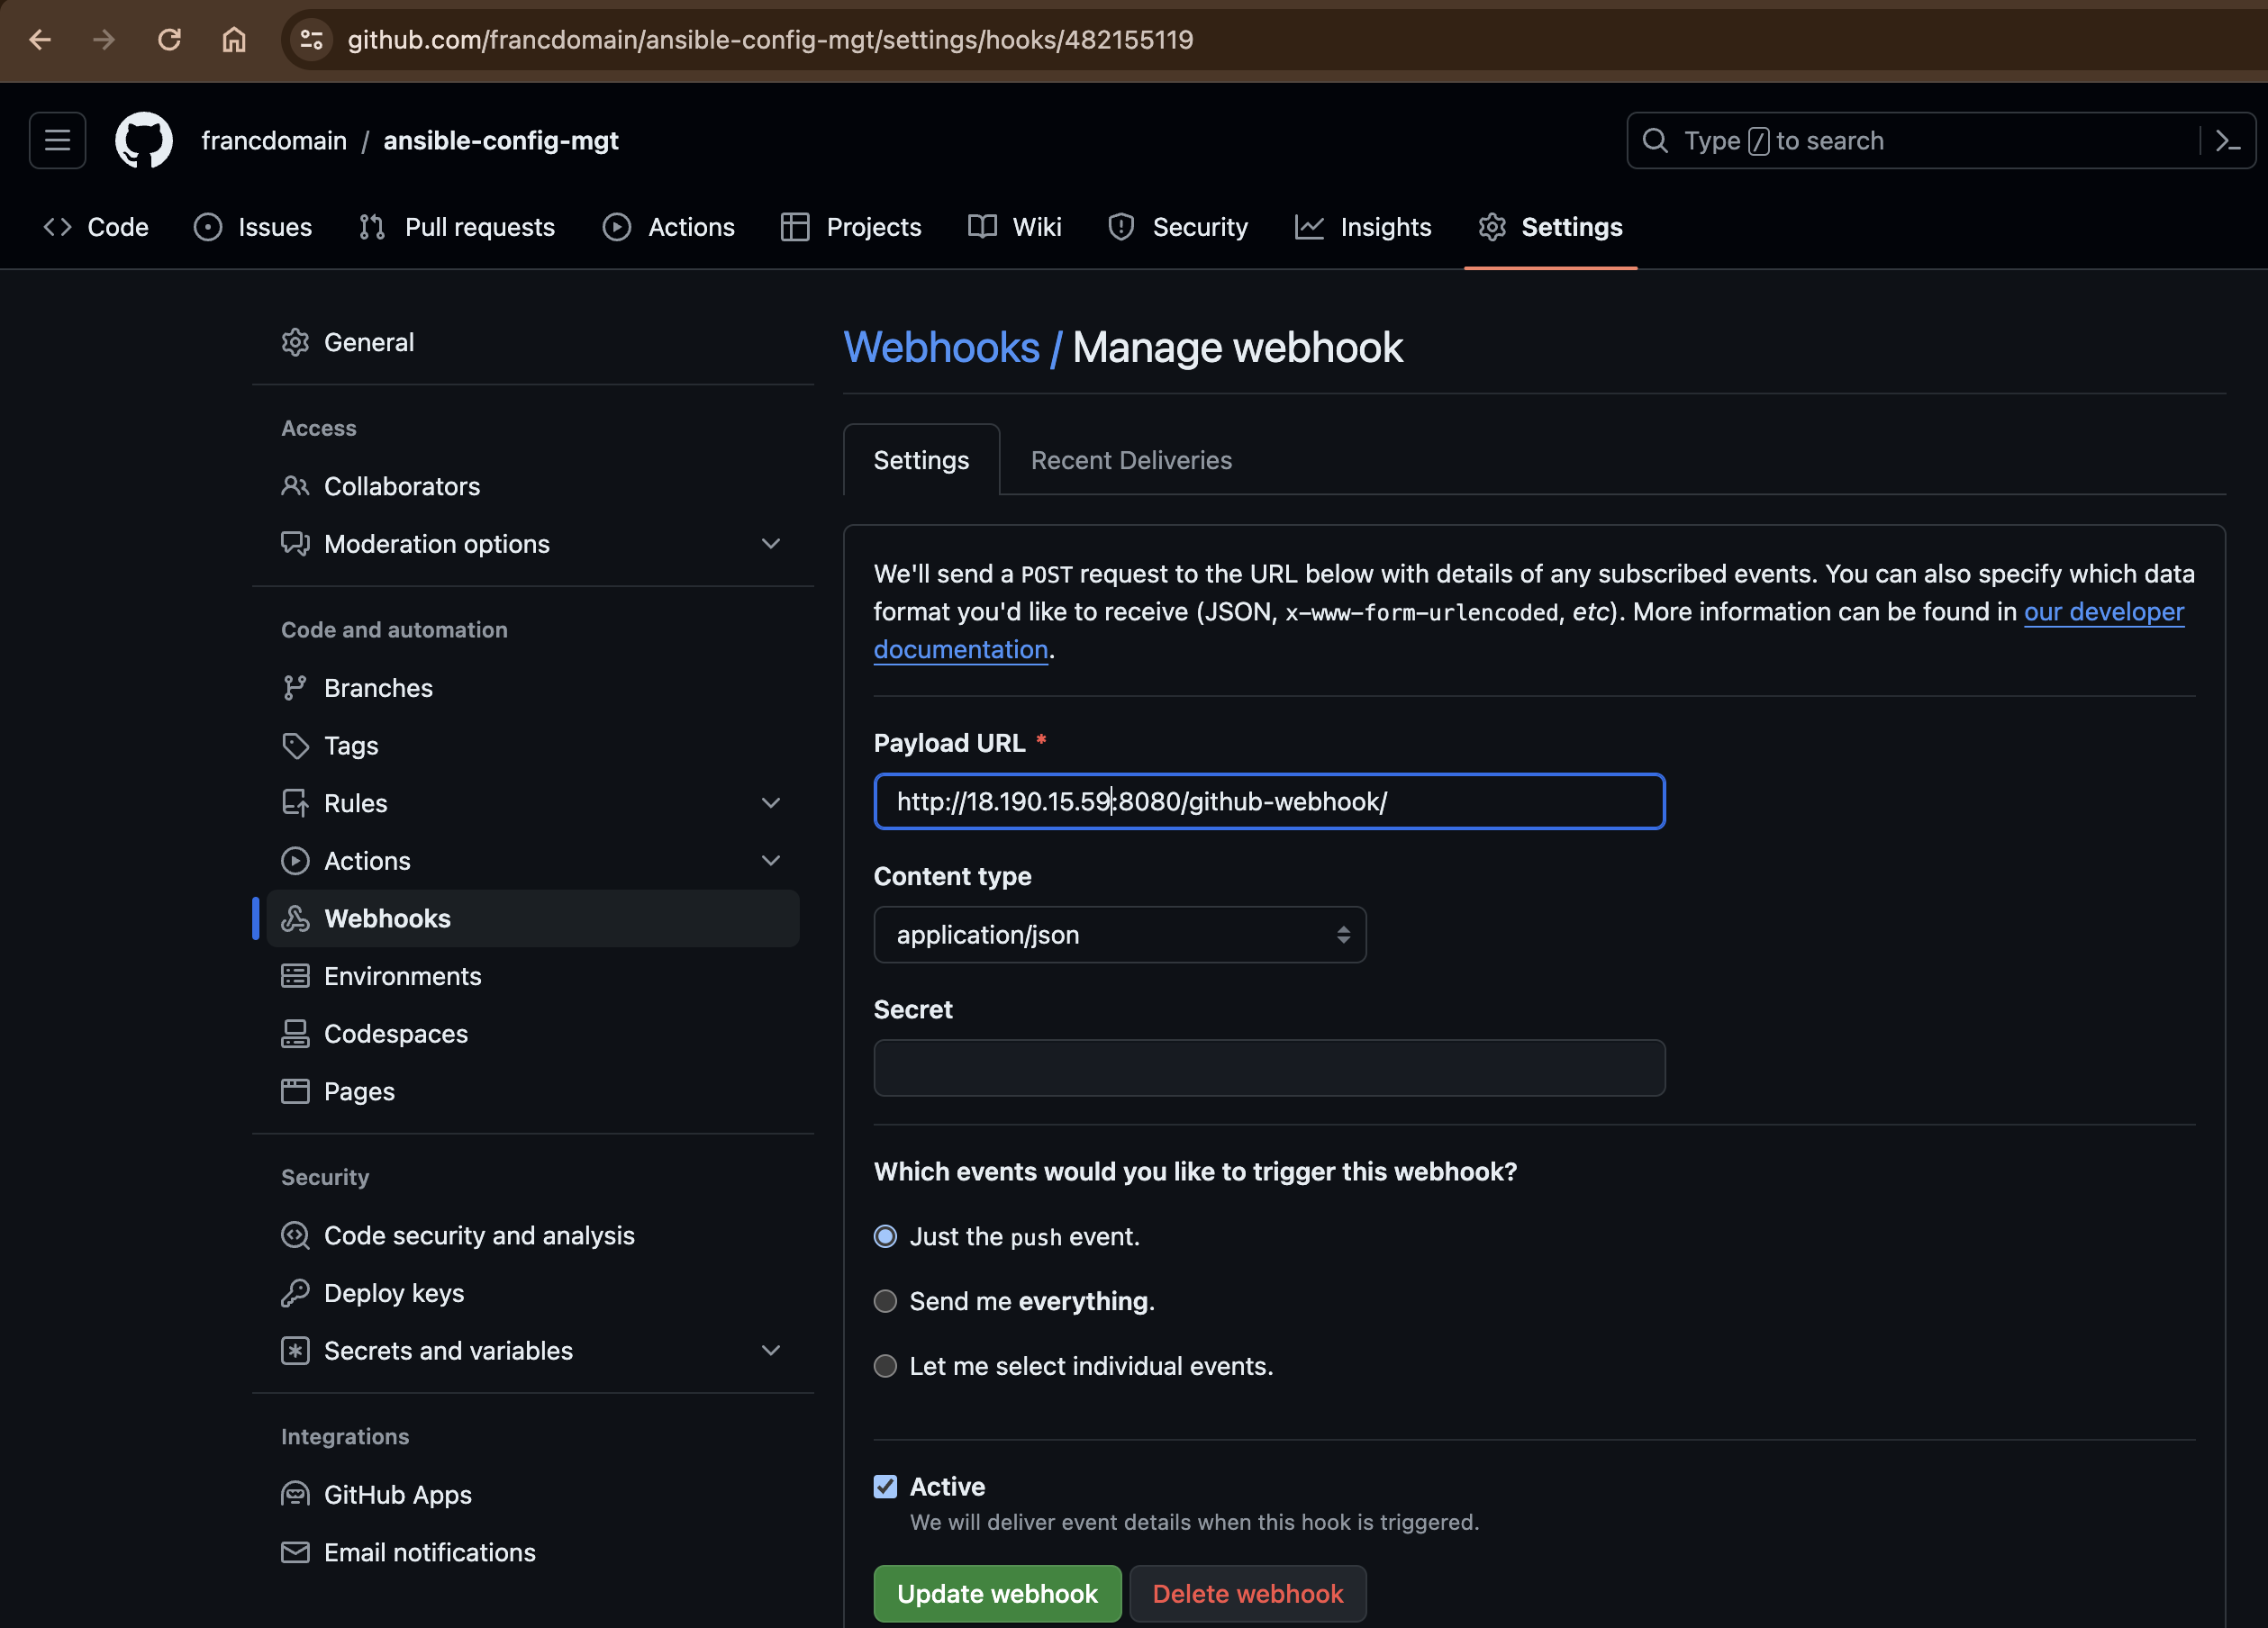 github.com/francdomain/ansible-config-mgt/settings/hooks/482155119
francdomain / ansible-config-mgt
Type / to search
Code
Issues
Pull requests
Actions
Projects
Wiki
Security
Insights
Settings
General
Access
Collaborators
Moderation options
Code and automation
Branches
Tags
Rules
Actions
Webhooks
Environments
Codespaces
Pages
Security
Code security and analysis
Deploy keys
Secrets and variables
Integrations
GitHub Apps
Email notifications
Webhooks / Manage webhook
Settings
Recent Deliveries
We'll send a POST request to the URL below with details of any subscribed events. You can also specify which data
format you'd like to receive (JSON, x-www-form-urlencoded, etc). More information can be found in our developer
documentation.
Payload URL *
http://18.190.15.59:8080/github-webhook/
Content type
application/json
Secret
Which events would you like to trigger this webhook?
Just the push event.
Send me everything.
Let me select individual events.
Active
We will deliver event details when this hook is triggered.
Update webhook
Delete webhook